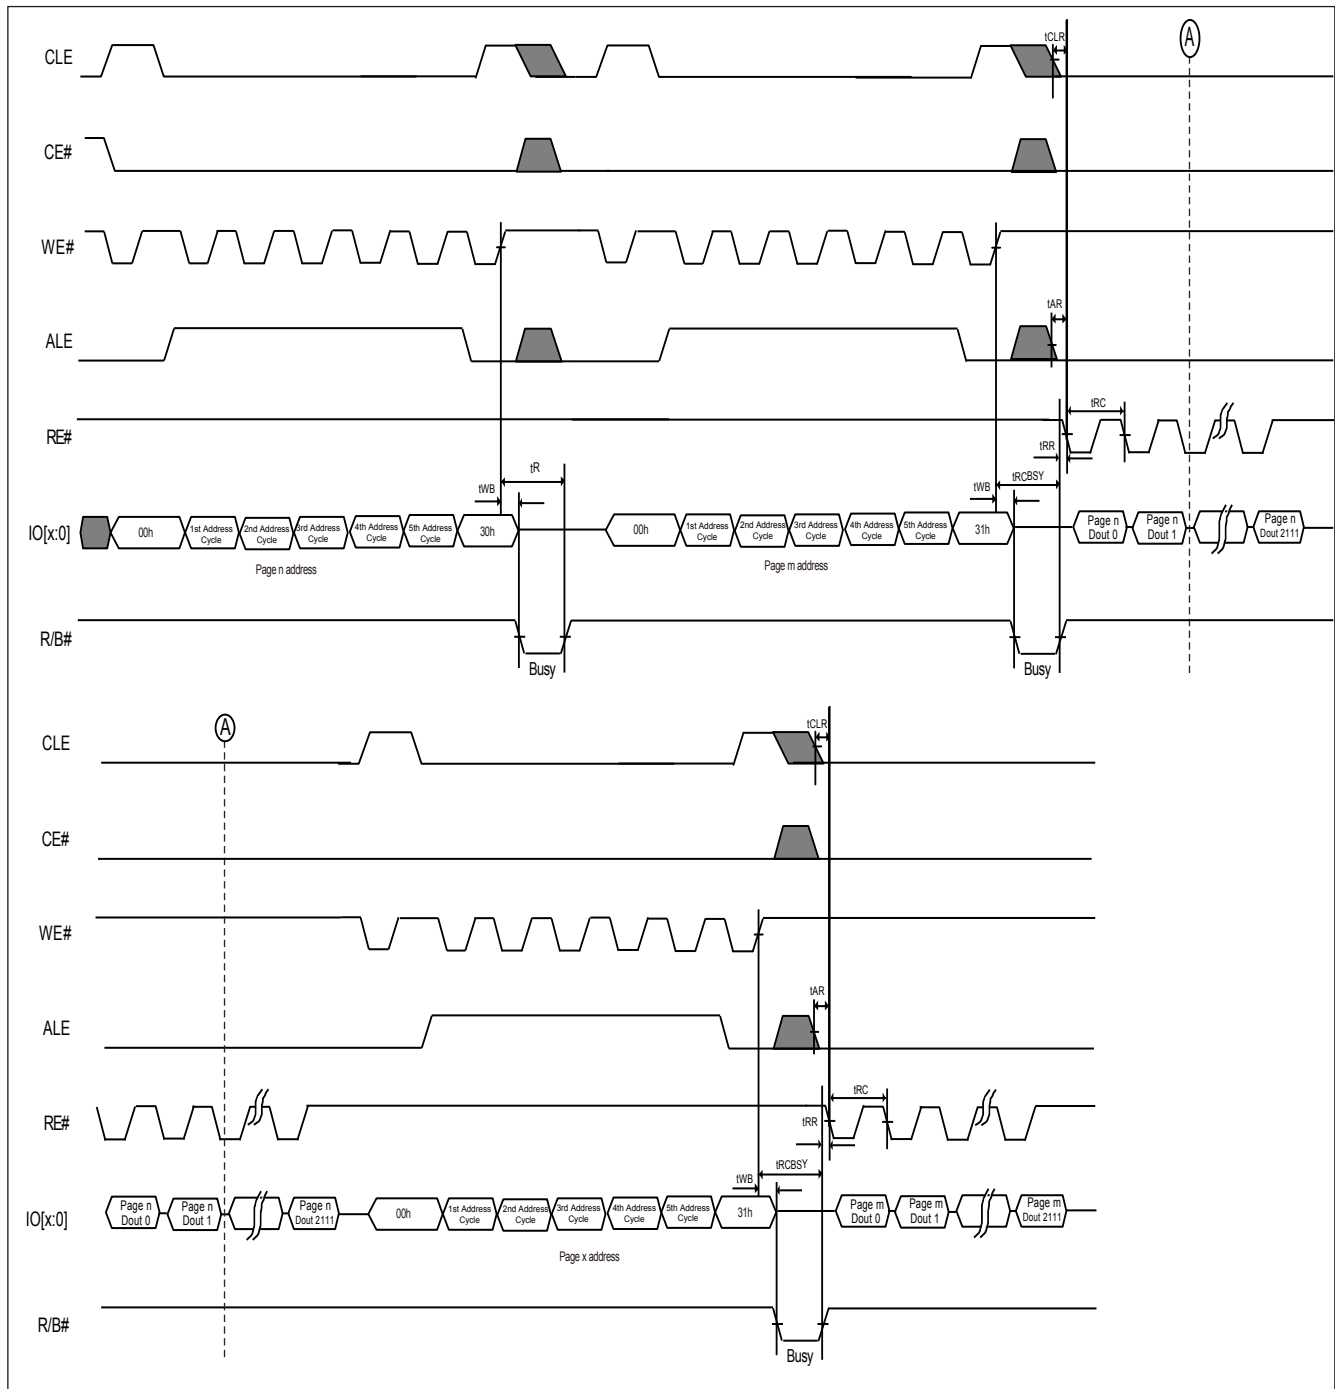 CLE
tCLR
A
CE#
WE#
ALE
tAR
RE#
tRC
tRR
tR
tWB
tRCBSY
tWB
IO[x:0]
00h
1st Address Cycle
2nd Address Cycle
3rd Address Cycle
4th Address Cycle
5th Address Cycle
30h
00h
1st Address Cycle
2nd Address Cycle
3rd Address Cycle
4th Address Cycle
5th Address Cycle
31h
Page n Dout 0
Page n Dout 1
Page n Dout 2111
Page n address
Page m address
R/B#
Busy
Busy
A
CLE
tCLR
CE#
WE#
ALE
tAR
RE#
tRC
tRR
tRCBSY
tWB
IO[x:0]
Page n Dout 0
Page n Dout 1
Page n Dout 2111
00h
1st Address Cycle
2nd Address Cycle
3rd Address Cycle
4th Address Cycle
5th Address Cycle
31h
Page m Dout 0
Page m Dout 1
Page m Dout 2111
Page x address
R/B#
Busy